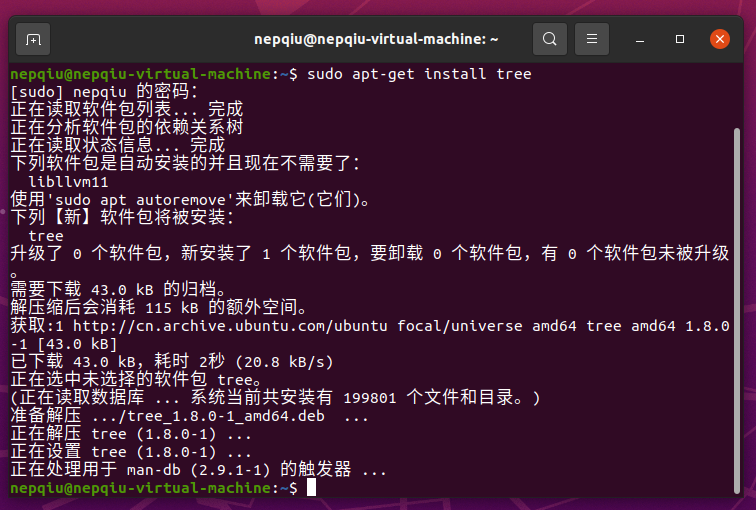 nepqiu@nepqiu-virtual-machine: ~
nepqiu@nepqiu-virtual-machine:~$ sudo apt-get install tree
[sudo] nepqiu 的密码：
正在读取软件包列表... 完成
正在分析软件包的依赖关系树
正在读取状态信息... 完成
下列软件包是自动安装的并且现在不需要了：
  libllvm11
使用'sudo apt autoremove'来卸载它(它们)。
下列【新】软件包将被安装：
  tree
升级了 0 个软件包，新安装了 1 个软件包，要卸载 0 个软件包，有 0 个软件包未被升级
。
需要下载 43.0 kB 的归档。
解压缩后会消耗 115 kB 的额外空间。
获取:1 http://cn.archive.ubuntu.com/ubuntu focal/universe amd64 tree amd64 1.8.0
-1 [43.0 kB]
已下载 43.0 kB，耗时 2秒 (20.8 kB/s)
正在选中未选择的软件包 tree。
(正在读取数据库 ... 系统当前共安装有 199801 个文件和目录。)
准备解压 .../tree_1.8.0-1_amd64.deb  ...
正在解压 tree (1.8.0-1) ...
正在设置 tree (1.8.0-1) ...
正在处理用于 man-db (2.9.1-1) 的触发器 ...
nepqiu@nepqiu-virtual-machine:~$